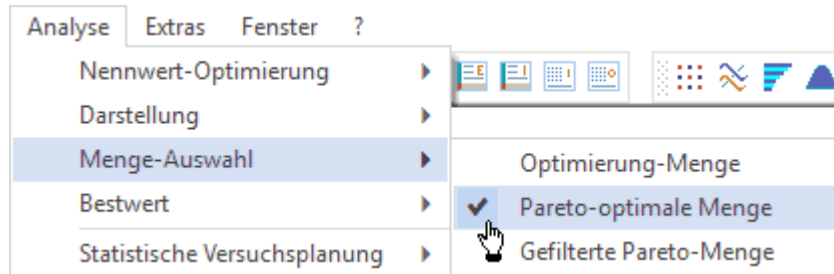 Analyse Extras Fenster ?
Nennwert-Optimierung
Darstellung
Menge-Auswahl
Optimierung-Menge
Bestwert
Pareto-optimale Menge
Statistische Versuchsplanung
Gefilterte Pareto-Menge